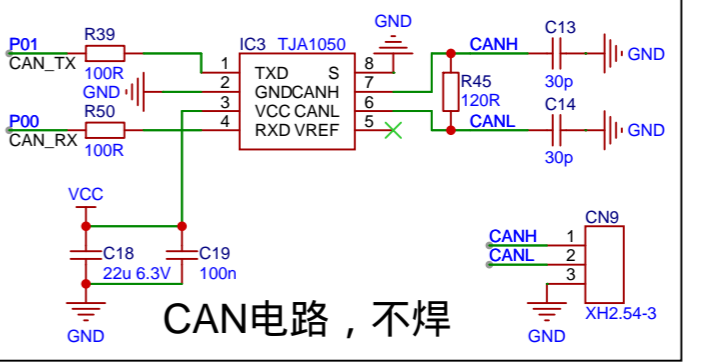 P01
CAN_TX
R39
100R
GND
P00
CAN_RX
R50
100R
IC3 TJA1050
1 TXD S 8
2 GND CANH 7
3 VCC CANL 6
4 RXD VREF 5
GND
CANH
R45
120R
CANL
C13
30p
GND
C14
30p
GND
VCC
C18
22u 6.3V
C19
100n
GND
CN9
CANH 1
CANL 2
3
XH2.54-3
GND
CAN电路，不焊